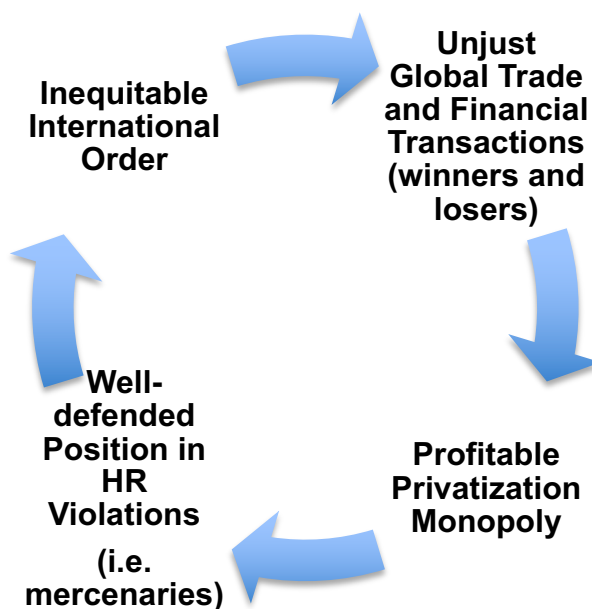 Inequitable
International
Order
Unjust
Global Trade
and Financial
Transactions
(winners and
losers)
Profitable
Privatization
Monopoly
Well-
defended
Position in
HR
Violations
(i.e.
mercenaries)